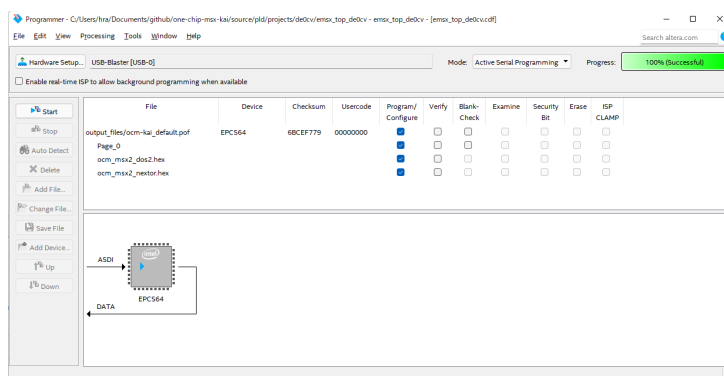 Programmer - C:/Users/hra/Documents/github/one-chip-msx-kai/source/pld/projects/de0cv/emsx_top_de0cv - emsx_top_de0cv - [emsx_top_de0cv.cdf]
File Edit View Processing Tools Window Help
Search altera.com
Hardware Setup... USB-Blaster [USB-0] Mode: Active Serial Programming Progress: 100% (Successful)
Enable real-time ISP to allow background programming when available
Start
Stop
Auto Detect
Delete
Add File...
Change File...
Save File
Add Device...
Up
Down
File Device Checksum Usercode Program/ Configure Verify Blank- Check Examine Security Bit Erase ISP CLAMP
output_files/ocm-kai_default.pof EPCS64 6BCEF779 00000000
Page_0
ocm_msx2_dos2.hex
ocm_msx2_nextor.hex
ASDI
intel
EPCS64
DATA